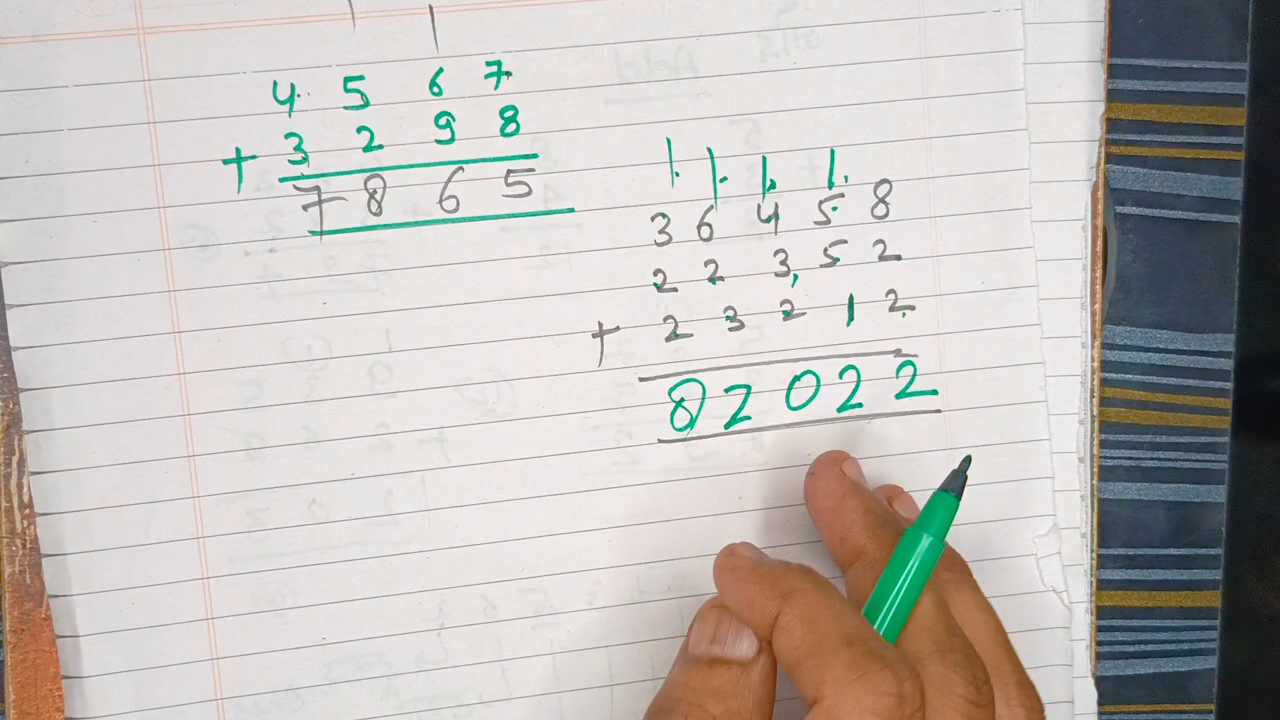 4 5 6 7
+ 3 2 9 8
7 8 6 5
1 1 1 1
3 6 4 5 8
2 2 3 5 2
+ 2 3 2 1 2
8 2 0 2 2